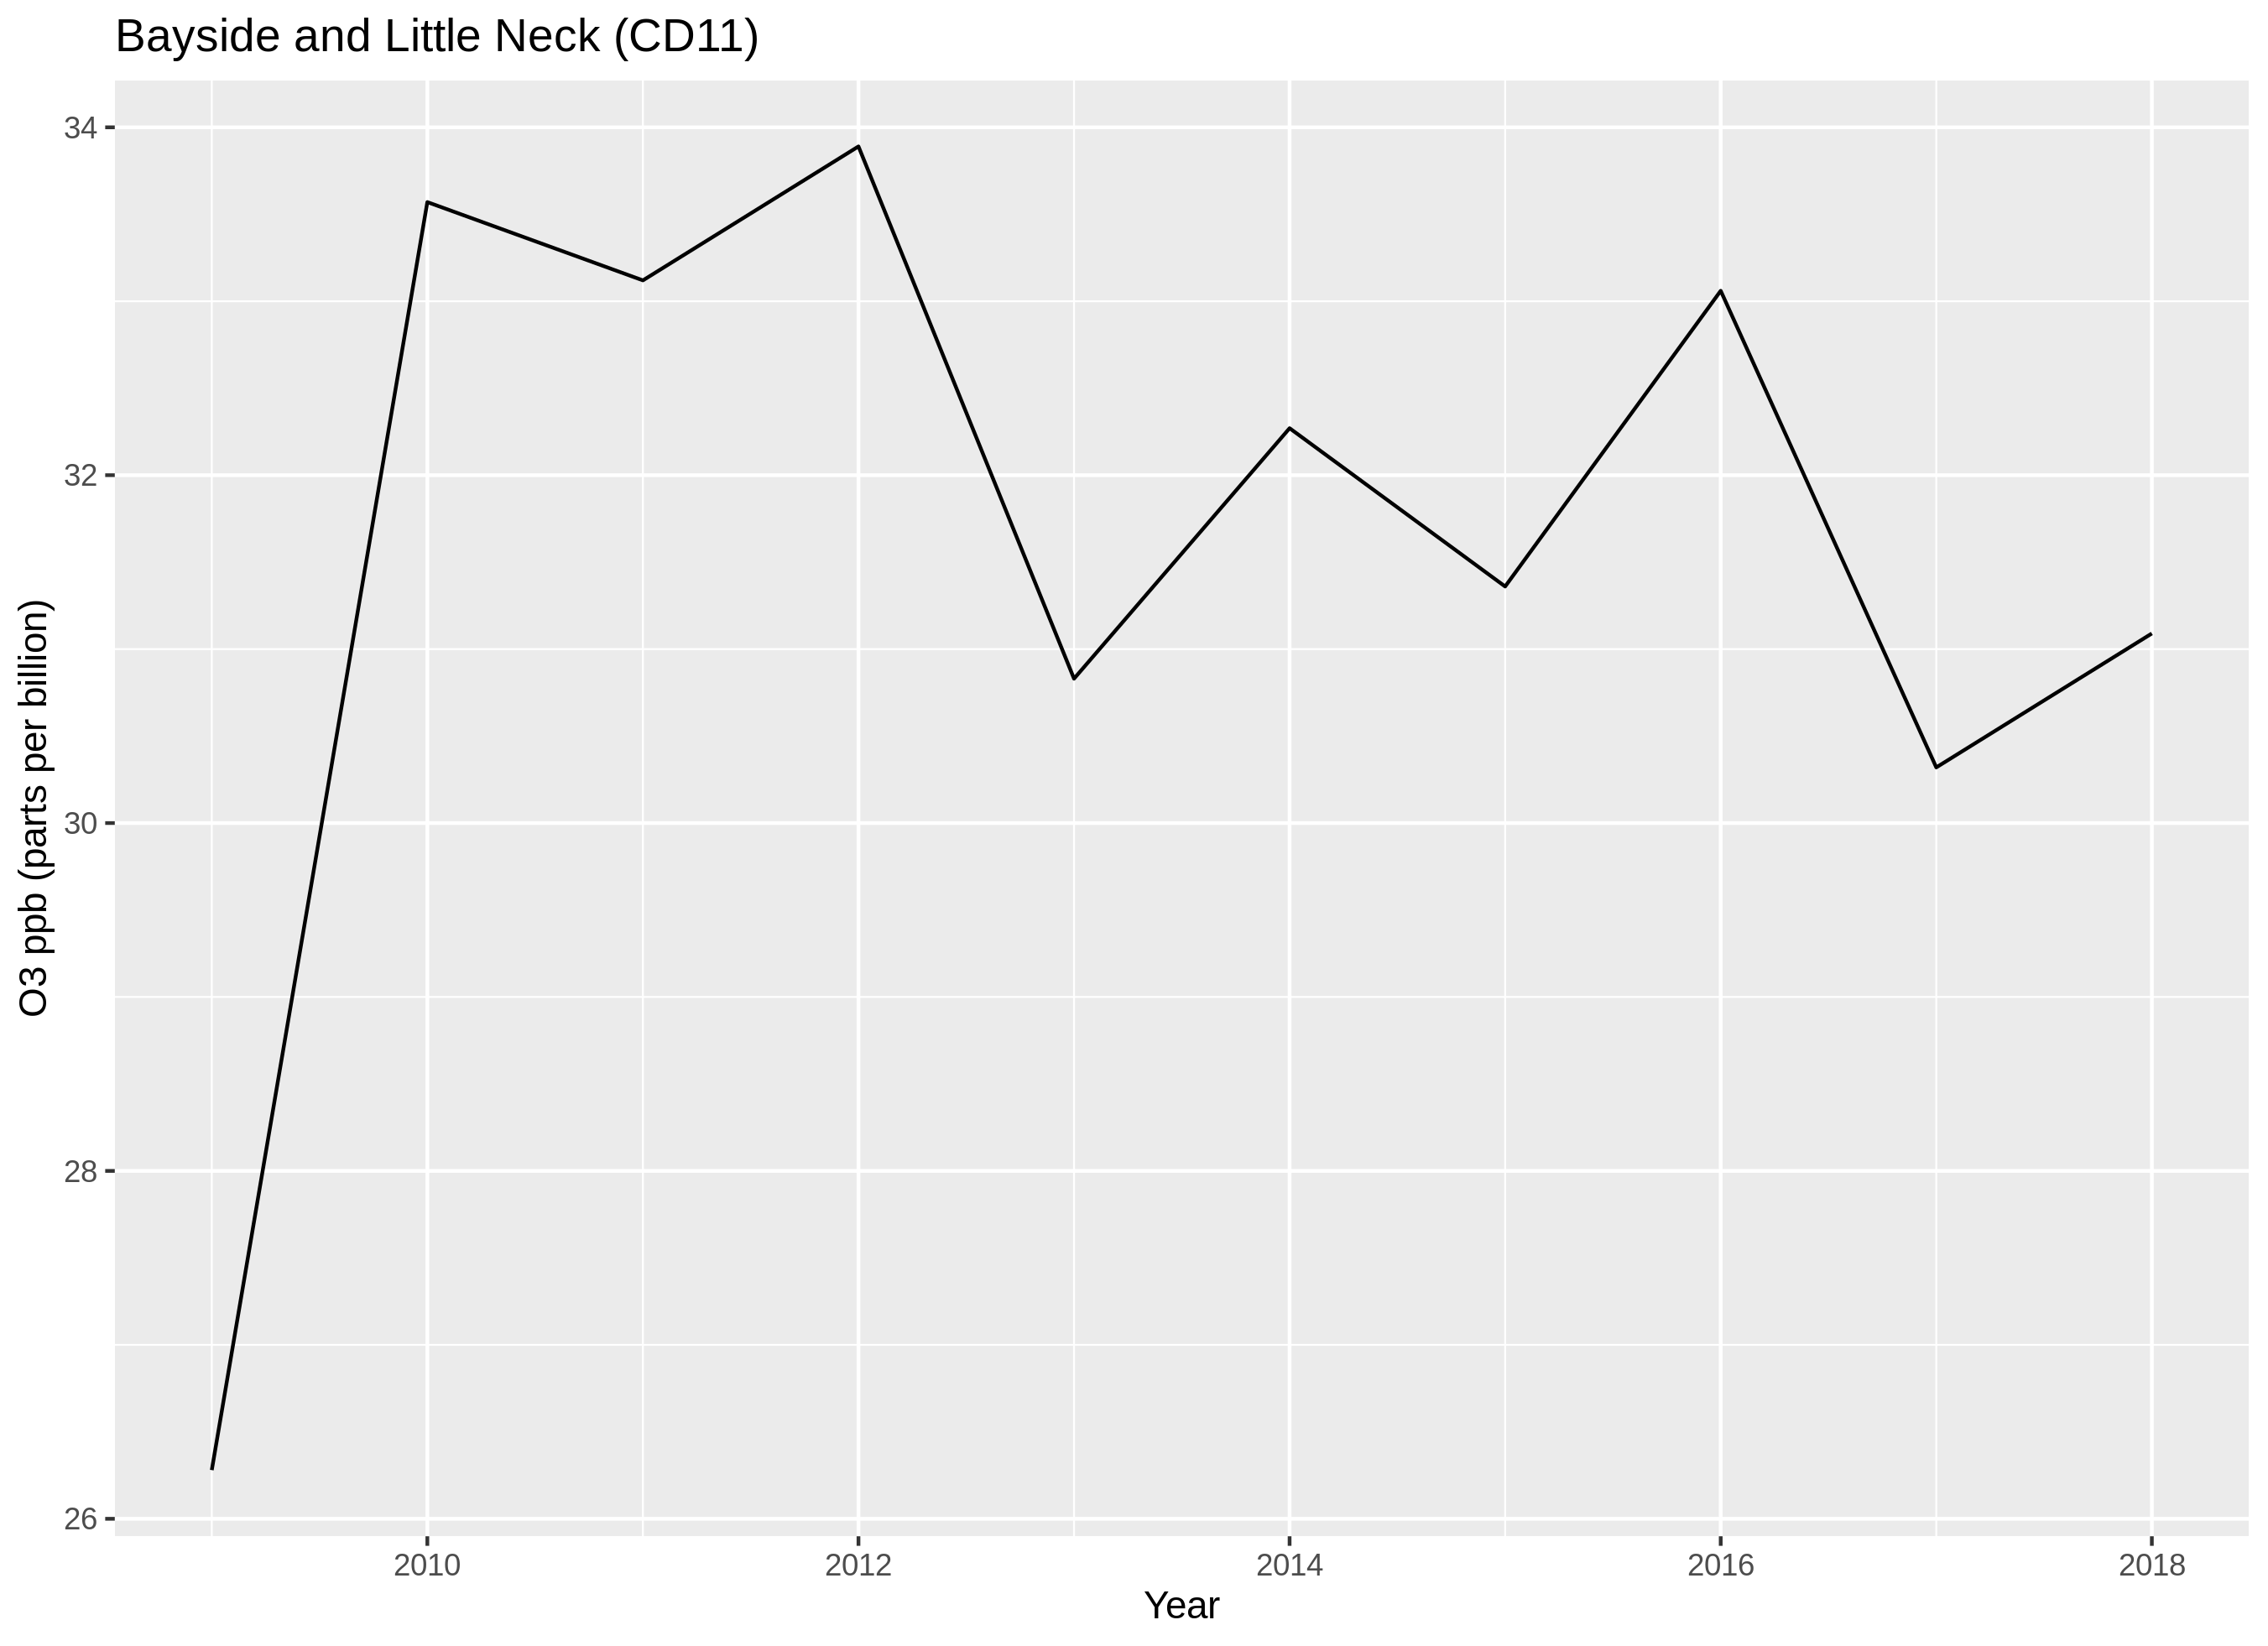 Bayside and Little Neck (CD11)
O3 ppb (parts per billion)
34
32
30
28
26
2010 2012 2014 2016 2018
Year